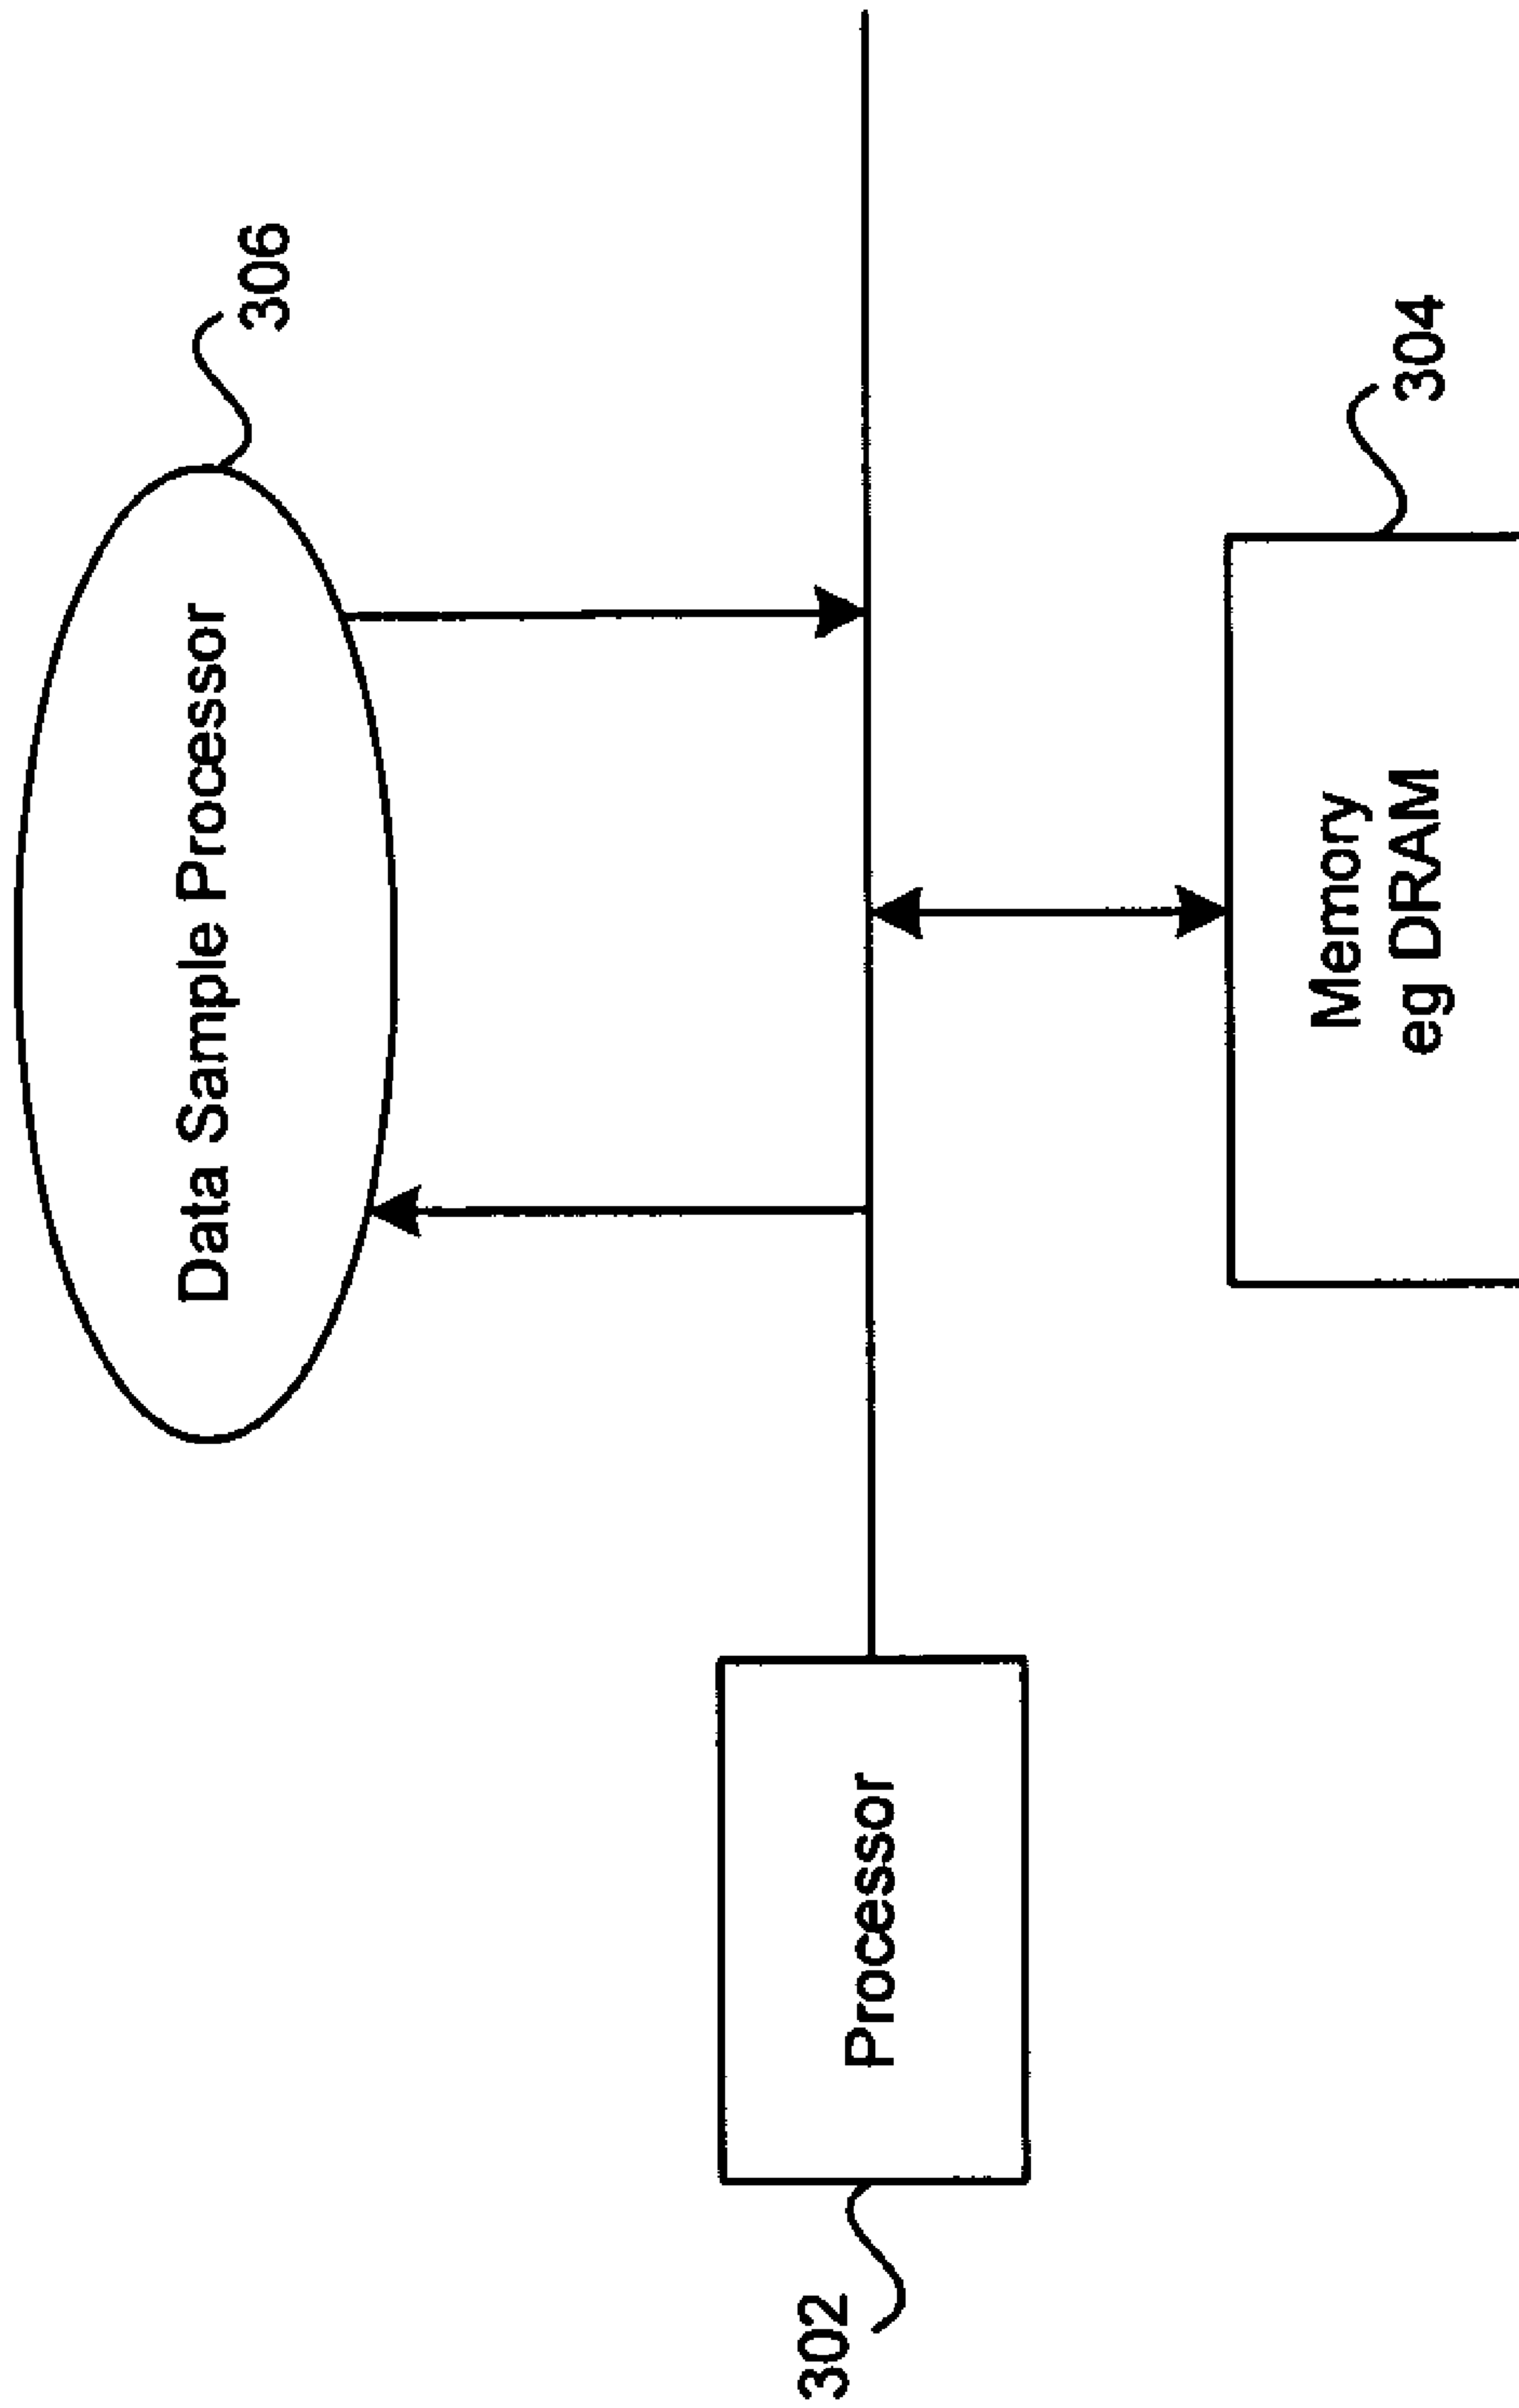 Data Sample Processor
306
Processor
302
Memory
eg DRAM
304